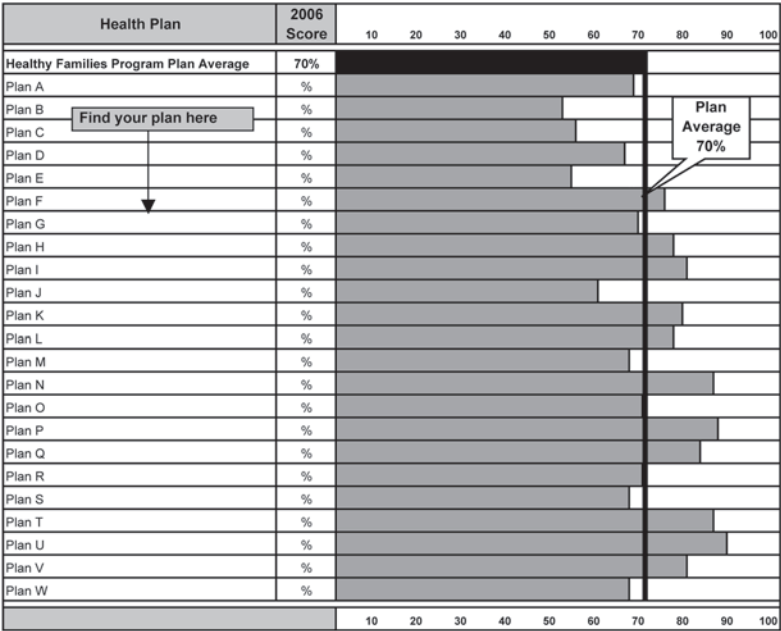 Health Plan 2006 Score 10 20 30 40 50 60 70 80 90 100
Healthy Families Program Plan Average 70%
Plan A %
Plan B %
Find your plan here
Plan C %
Plan D %
Plan E %
Plan F %
Plan G %
Plan H %
Plan I %
Plan J %
Plan K %
Plan L %
Plan M %
Plan N %
Plan O %
Plan P %
Plan Q %
Plan R %
Plan S %
Plan T %
Plan U %
Plan V %
Plan W %
Plan
Average
70%
10 20 30 40 50 60 70 80 90 100